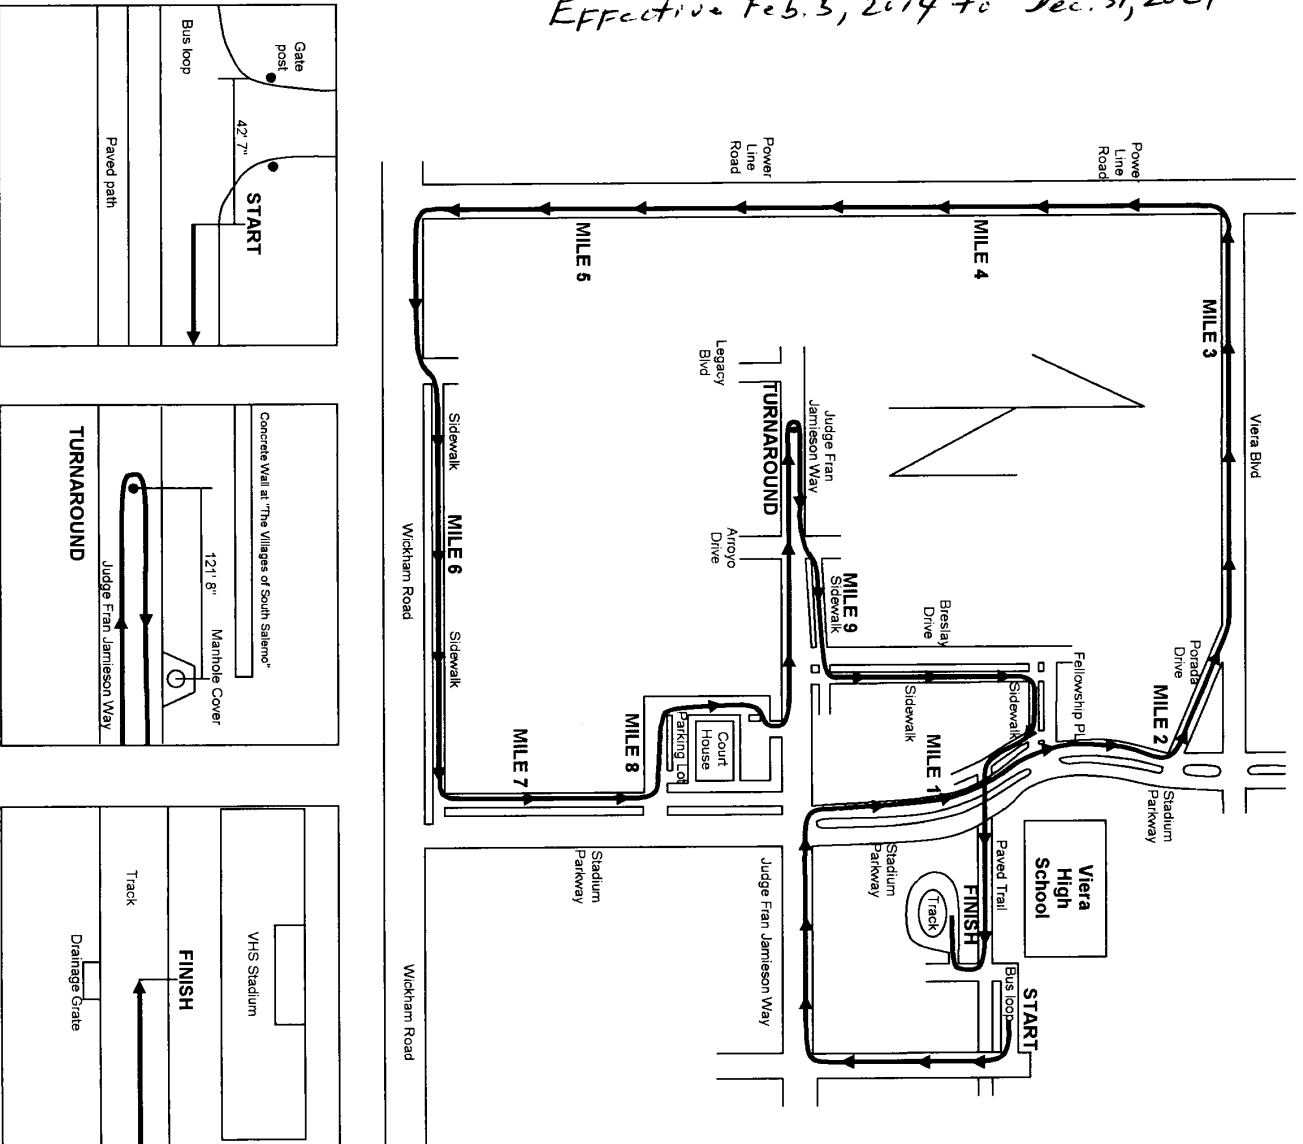 Effective Feb. 3, 2014 to Dec. 31, 2024
Gate
post
Bus loop
42' 7"
START
Paved path
Concrete Wall at "The Villages of South Salerno"
121' 8"
Manhole Cover
TURNAROUND
Judge Fran Jamieson Way
VHS Stadium
FINISH
Track
Drainage Grate
Power
Line
Road
Powe
Line
Road
Viera Blvd
MILE 3
MILE 4
MILE 5
Porada
Drive
MILE 2
Stadium
Parkway
Fellowship Pl
Viera
High
School
START
Bus loop
Paved Trail
FINISH
Track
MILE 1
Stadium
Parkway
Sidewalk
Sidewalk
Breslay
Drive
MILE 9
Sidewalk
Judge Fran
Jamieson Way
TURNAROUND
Legacy
Blvd
Arroyo
Drive
Judge Fran Jamieson Way
Court
House
Parking Lot
MILE 8
MILE 7
Stadium
Parkway
Sidewalk
MILE 6
Sidewalk
Wickham Road
Wickham Road